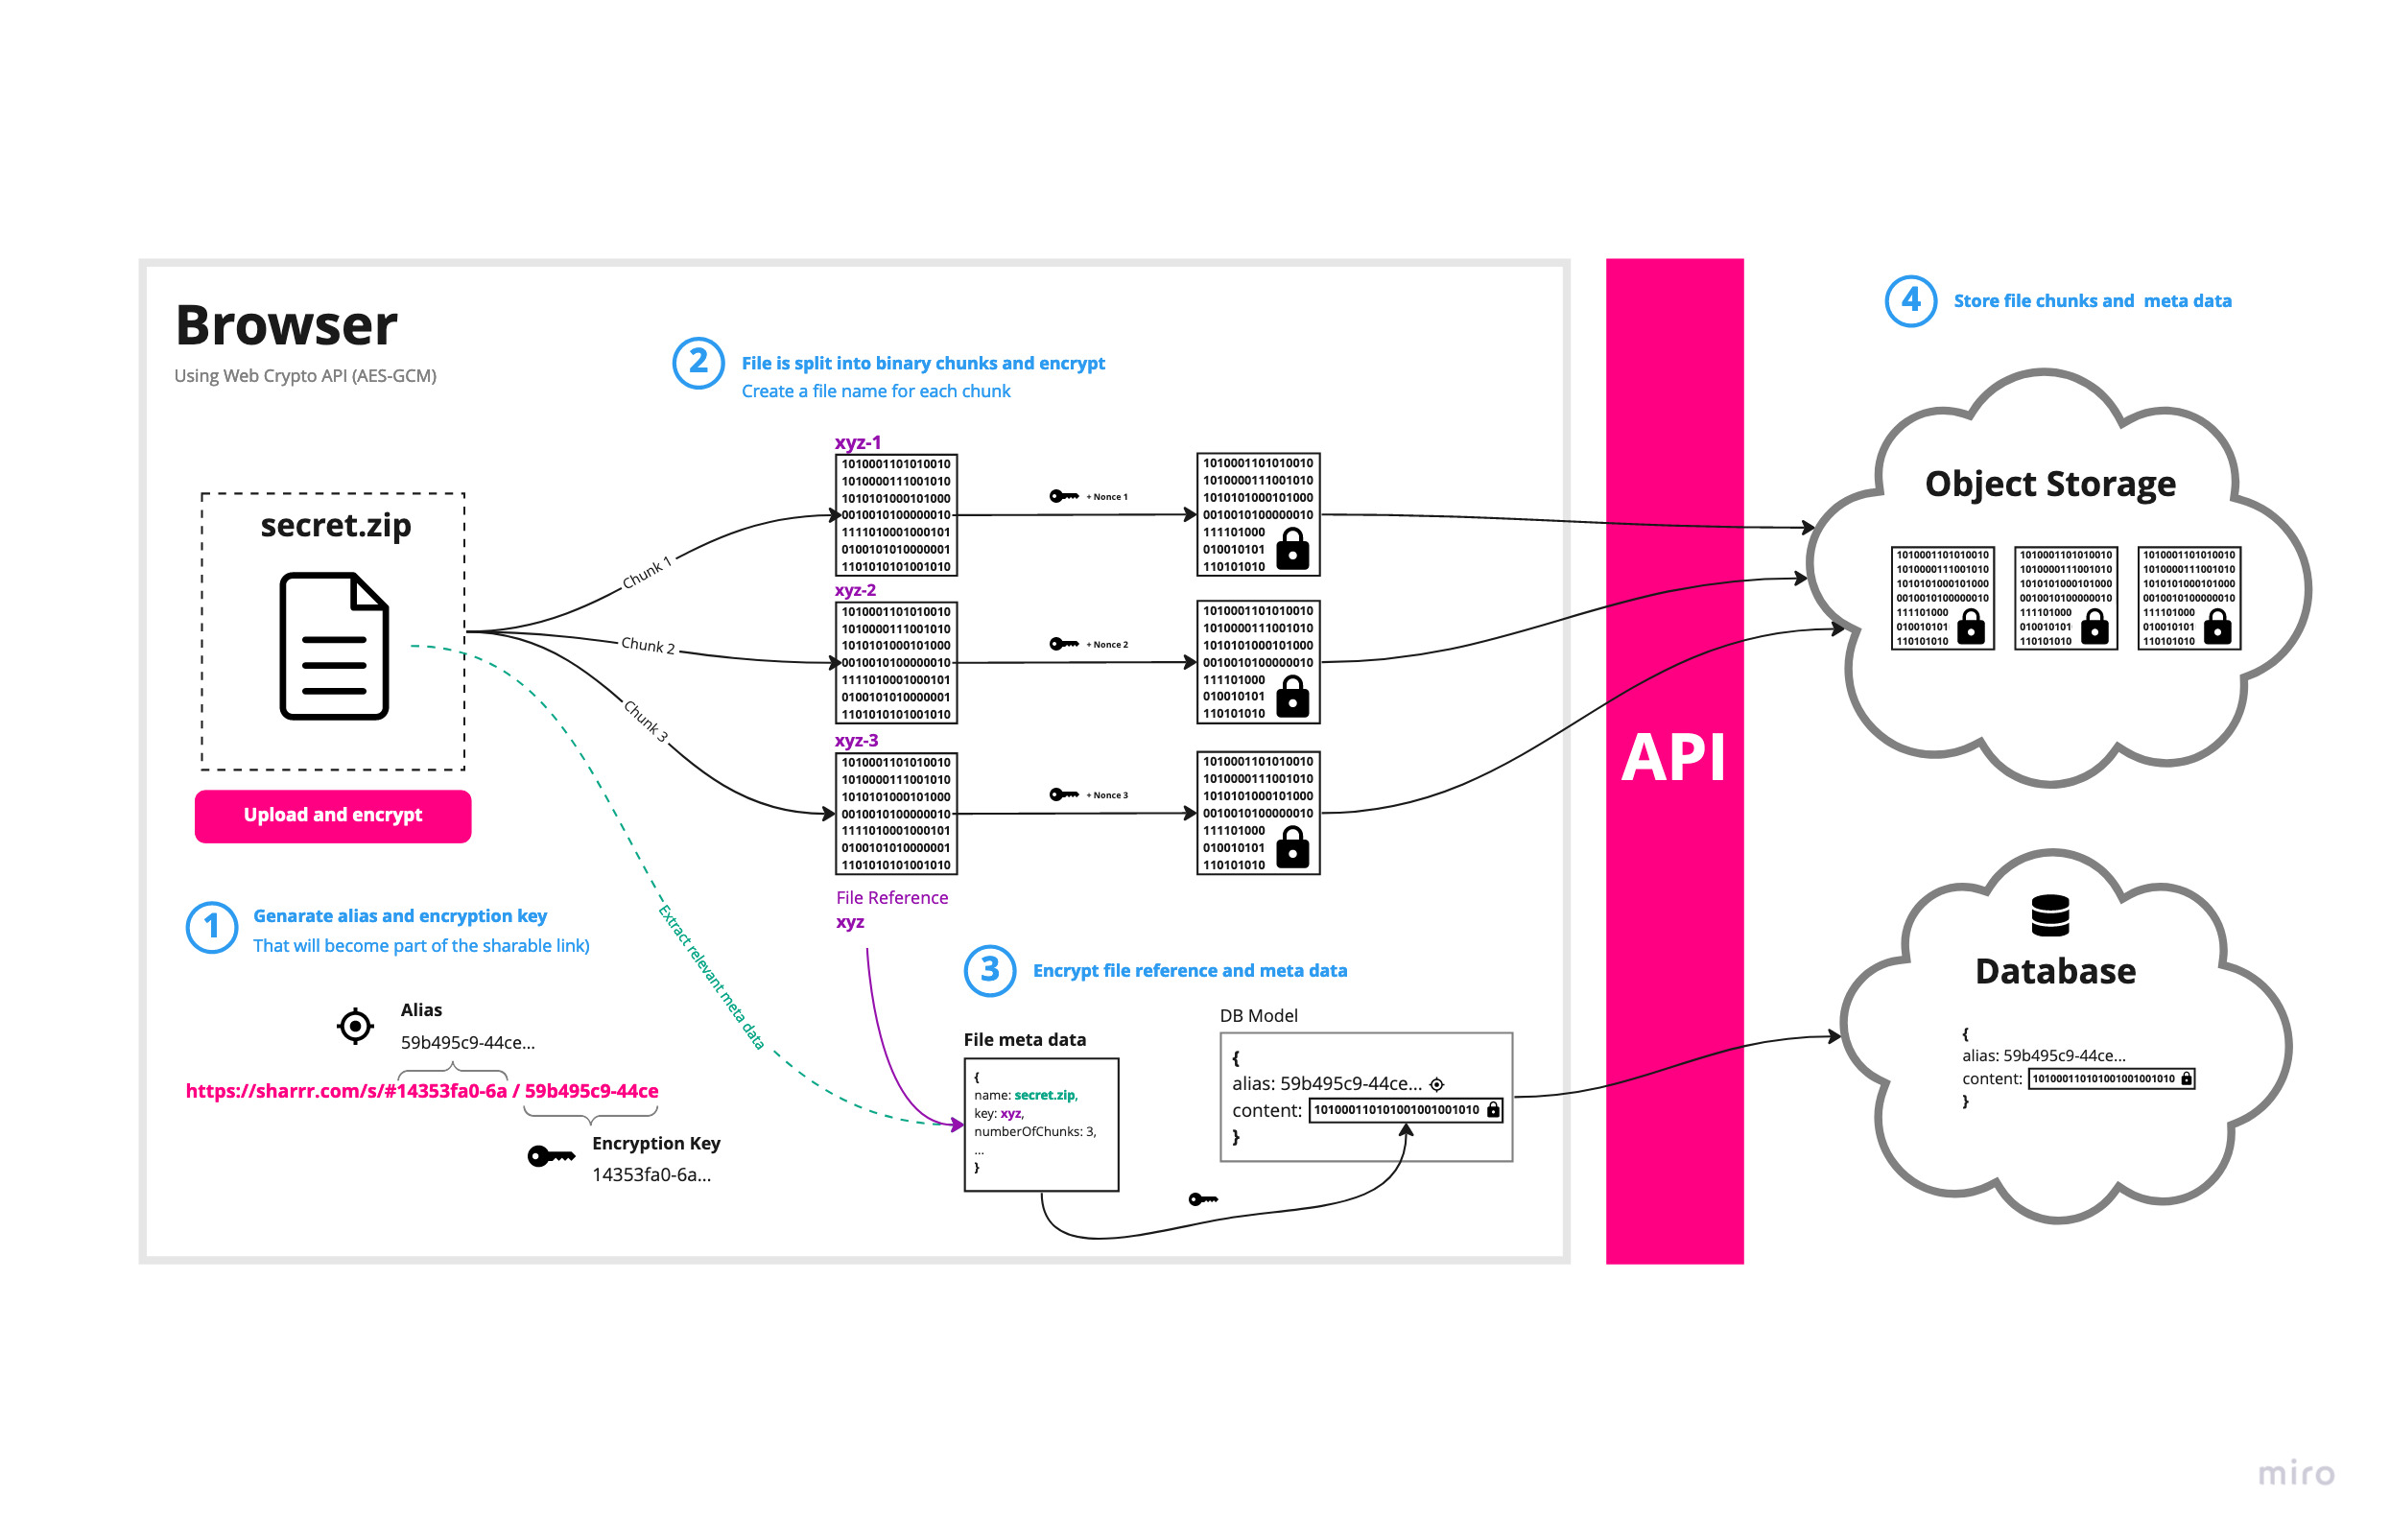 Browser
Using Web Crypto API (AES-GCM)
secret.zip
Upload and encrypt
1
Genarate alias and encryption key
That will become part of the sharable link)
Alias
59b495c9-44ce...
https://sharrr.com/s/#14353fa0-6a / 59b495c9-44ce
Encryption Key
14353fa0-6a...
2
File is split into binary chunks and encrypt
Create a file name for each chunk
Chunk 1
Chunk 2
Chunk 3
xyz-1
1010001101010010
1010000111001010
1010101000101000
0010010100000010
1111010001000101
0100101010000001
1101010101001010
+ Nonce 1
1010001101010010
1010000111001010
1010101000101000
0010010100000010
111101000
010010101
110101010
xyz-2
1010001101010010
1010000111001010
1010101000101000
0010010100000010
1111010001000101
0100101010000001
1101010101001010
+ Nonce 2
1010001101010010
1010000111001010
1010101000101000
0010010100000010
111101000
010010101
110101010
xyz-3
1010001101010010
1010000111001010
1010101000101000
0010010100000010
1111010001000101
0100101010000001
1101010101001010
+ Nonce 3
1010001101010010
1010000111001010
1010101000101000
0010010100000010
111101000
010010101
110101010
File Reference
xyz
Extract relevant meta data
3
Encrypt file reference and meta data
File meta data
{
name: secret.zip,
key: xyz,
numberOfChunks: 3,
...
}
DB Model
{
alias: 59b495c9-44ce...
content: 101000110101001001001010
}
API
4
Store file chunks and meta data
Object Storage
1010001101010010
1010000111001010
1010101000101000
0010010100000010
111101000
010010101
110101010
1010001101010010
1010000111001010
1010101000101000
0010010100000010
111101000
010010101
110101010
1010001101010010
1010000111001010
1010101000101000
0010010100000010
111101000
010010101
110101010
Database
{
alias: 59b495c9-44ce...
content: 101000110101001001001010
}
miro